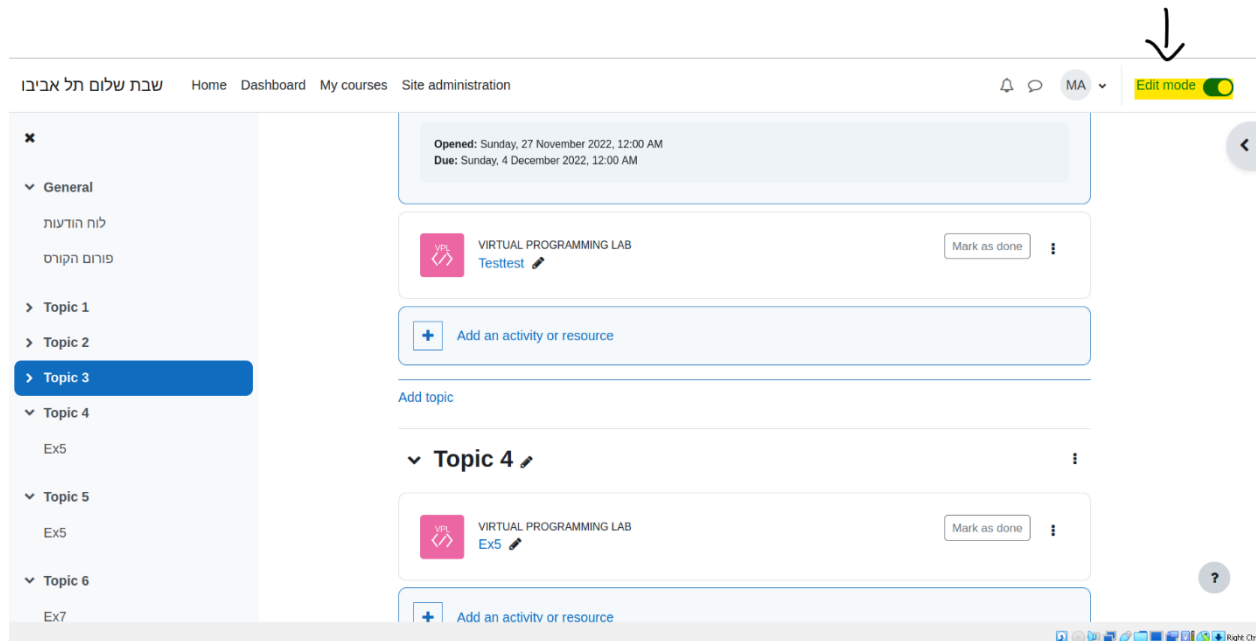 שבת שלום תל אביבו Home Dashboard My courses Site administration MA Edit mode
General
לוח הודעות
פורום הקורס
Topic 1
Topic 2
Topic 3
Topic 4
Ex5
Topic 5
Ex5
Topic 6
Ex7
Opened: Sunday, 27 November 2022, 12:00 AM
Due: Sunday, 4 December 2022, 12:00 AM
VPL
VIRTUAL PROGRAMMING LAB
Testtest
Mark as done
Add an activity or resource
Add topic
Topic 4
VPL
VIRTUAL PROGRAMMING LAB
Ex5
Mark as done
Add an activity or resource
?
Right Ctr